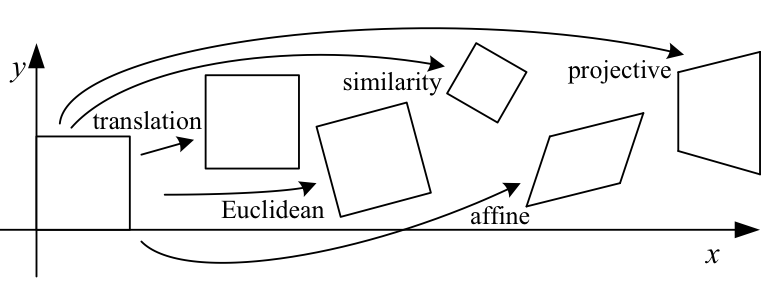 y
similarity
projective
translation
Euclidean
affine
x